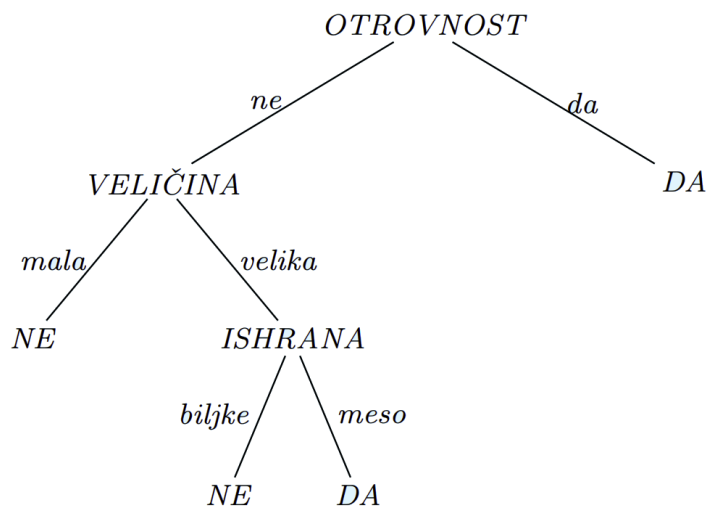 OTROVNOST
ne da
VELIČINA DA
mala velika
NE ISHRANA
biljke meso
NE DA